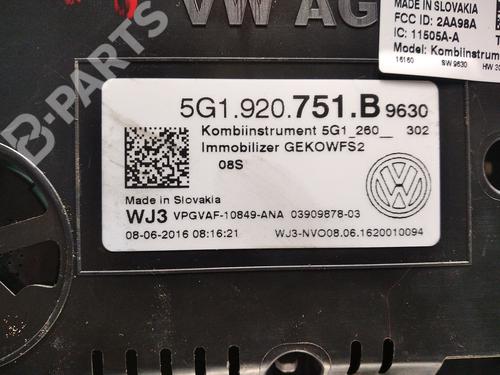 VW AG
MADE IN SLOVAKIA
FCC ID: 2AA98A
IC: 11505A-A
Model: Kombiinstrument
16160 SW 9630 HW 30
B-PARTS
5G1.920.751.B 9630
Kombiinstrument 5G1_260__ 302
Immobilizer GEKOWFS2
08S
Made in Slovakia
WJ3 VPGVAF-10849-ANA 03909878-03
08-06-2016 08:16:21 WJ3-NVO08.06.1620010094